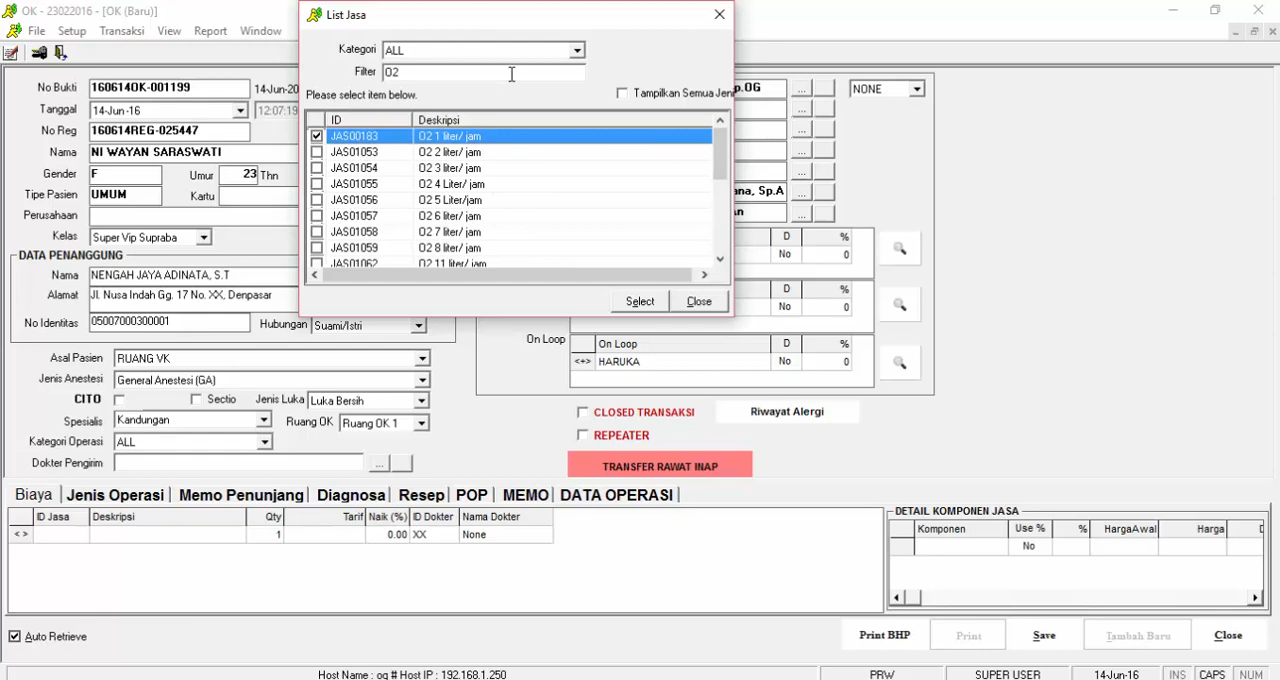 OK - 23022016 - [OK (Baru)]
File Setup Transaksi View Report Window
No Bukti 160614OK-001199 14-Jun-20
Tanggal 14-Jun-16 12:07:19
No Reg 160614REG-025447
Nama NI WAYAN SARASWATI
Gender F Umur 23 Thn
Tipe Pasien UMUM Kartu
Perusahaan
Kelas Super Vip Supraba
DATA PENANGGUNG
Nama NENGAH JAYA ADINATA, S.T
Alamat Jl. Nusa Indah Gg. 17 No. XX, Denpasar
No Identitas 05007000300001 Hubungan Suami/Istri
Asal Pasien RUANG VK
Jenis Anestesi General Anestesi (GA)
CITO Sectio Jenis Luka Luka Bersih
Spesialis Kandungan Ruang OK Ruang OK 1
Kategori Operasi ALL
Dokter Pengirim ...
List Jasa
Kategori ALL
Filter O2
Please select item below. Tampilkan Semua Jeni
ID Deskripsi
JAS00183 O2 1 liter/ jam
JAS01053 O2 2 liter/ jam
JAS01054 O2 3 liter/ jam
JAS01055 O2 4 Liter/ jam
JAS01056 O2 5 Liter/jam
JAS01057 O2 6 liter/ jam
JAS01058 O2 7 liter/ jam
JAS01059 O2 8 liter/ jam
JAS01062 O2 11 liter/ jam
Select Close
p.OG ... NONE
...
...
...
...
ana, Sp.A ...
an ...
D %
No 0
D %
No 0
On Loop On Loop D %
<+> HARUKA No 0
CLOSED TRANSAKSI Riwayat Alergi
REPEATER
TRANSFER RAWAT INAP
Biaya Jenis Operasi Memo Penunjang Diagnosa Resep POP MEMO DATA OPERASI
ID Jasa Deskripsi Qty Tarif Naik (%) ID Dokter Nama Dokter
<> 1 0.00 XX None
DETAIL KOMPONEN JASA
Komponen Use % % HargaAwal Harga D
No
Auto Retrieve Print BHP Print Save Tambah Baru Close
Host Name : og # Host IP : 192.168.1.250 PRW SUPER USER 14-Jun-16 INS CAPS NUM